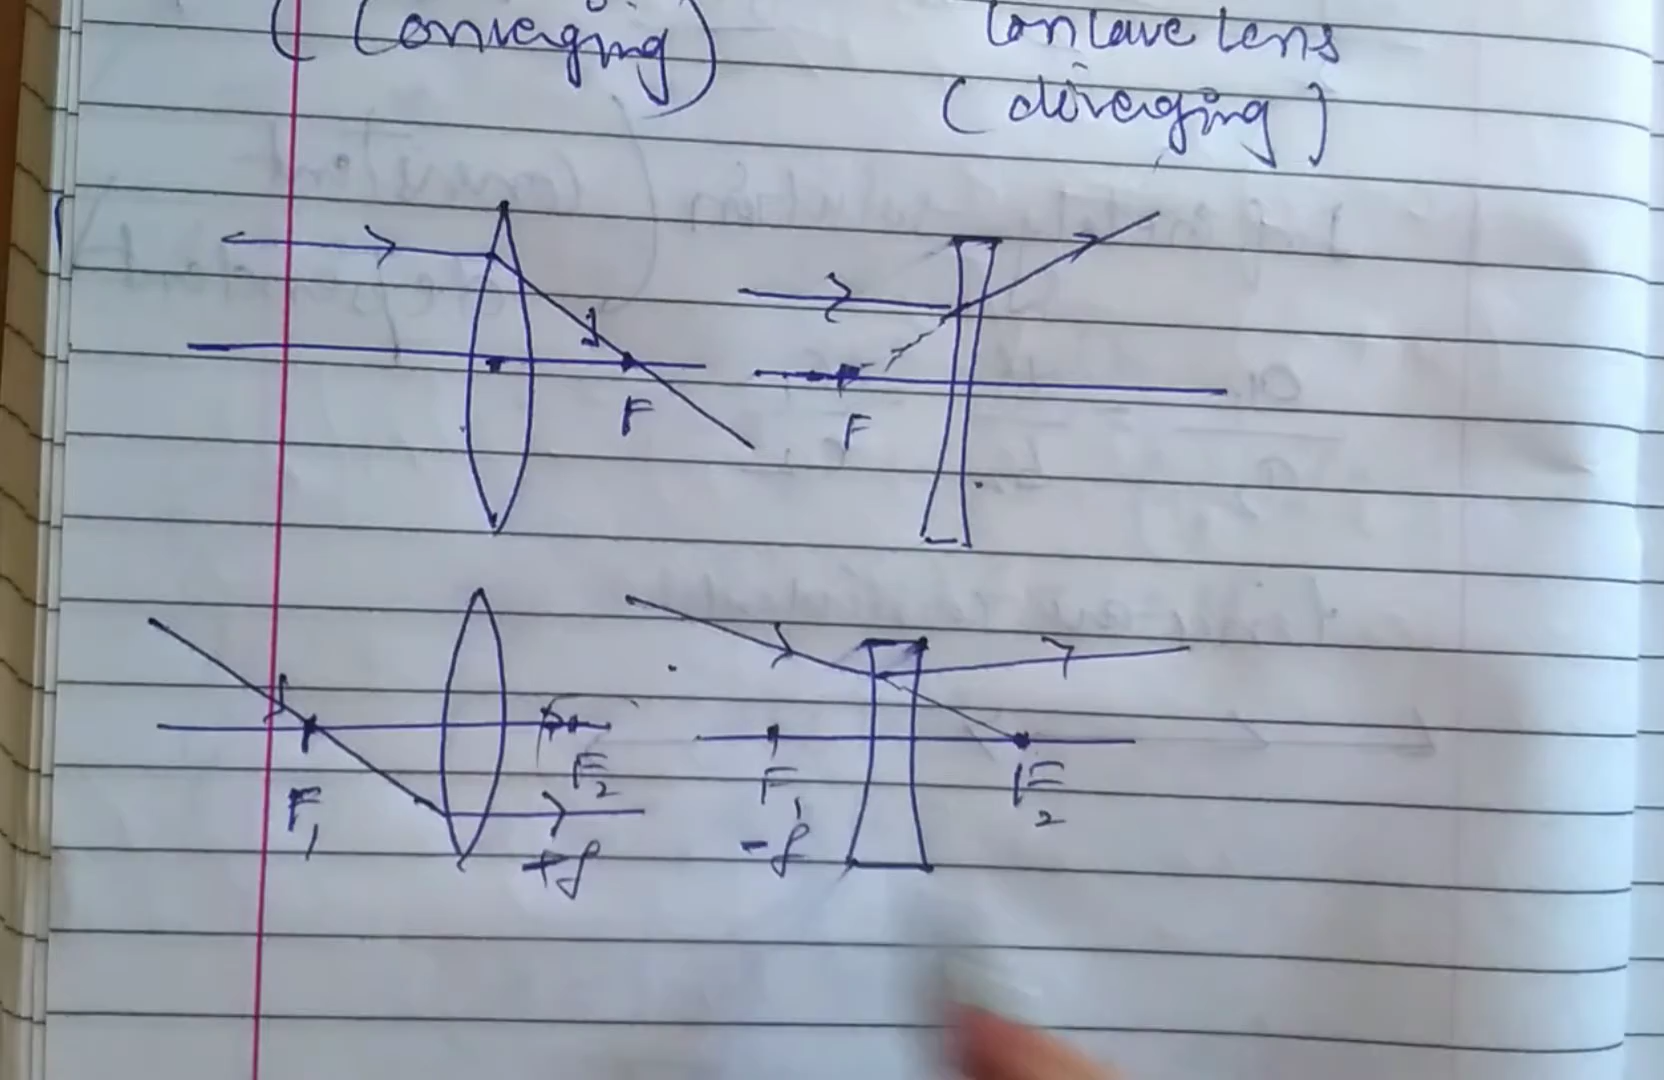 (Converging)
Concave lens
(diverging)
F
F
F1
F2
+f
F1
-f
F2